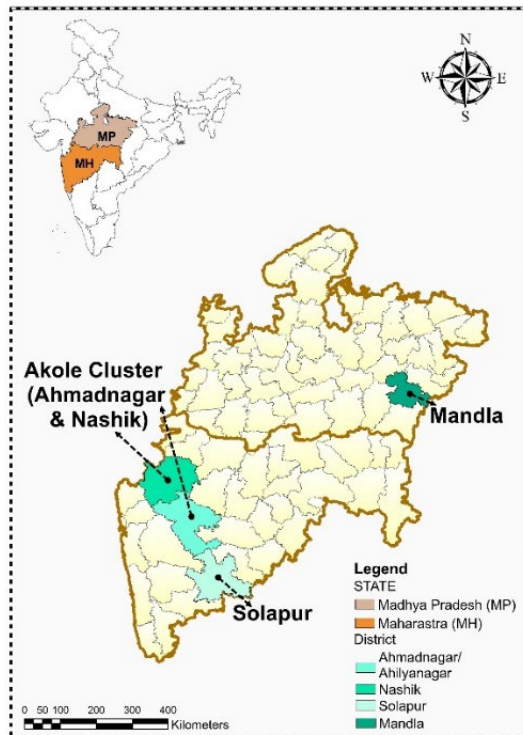 N
W E
S
MP
MH
Akole Cluster
(Ahmadnagar
& Nashik)
Mandla
Solapur
Legend
STATE
Madhya Pradesh (MP)
Maharastra (MH)
District
Ahmadnagar/
Ahilyanagar
Nashik
Solapur
Mandla
0 50 100 200 300 400
Kilometers